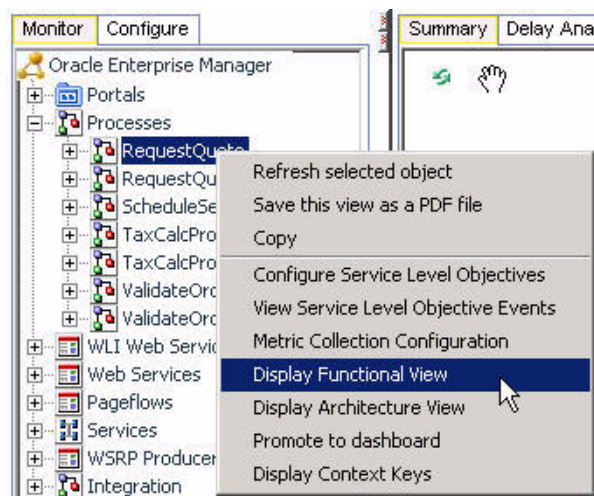 Monitor Configure
Summary Delay Ana
Oracle Enterprise Manager
Portals
Processes
RequestQuote
RequestQu
ScheduleSe
TaxCalcPro
TaxCalcPro
ValidateOrd
ValidateOrd
WLI Web Servic
Web Services
Pageflows
Services
WSRP Producer
Integration
Refresh selected object
Save this view as a PDF file
Copy
Configure Service Level Objectives
View Service Level Objective Events
Metric Collection Configuration
Display Functional View
Display Architecture View
Promote to dashboard
Display Context Keys